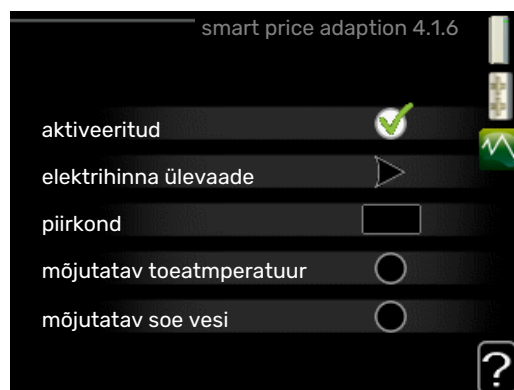 smart price adaption 4.1.6
aktiveeritud
elektrihinna ülevaade
piirkond
mõjutatav toeatmperatuur
mõjutatav soe vesi
?